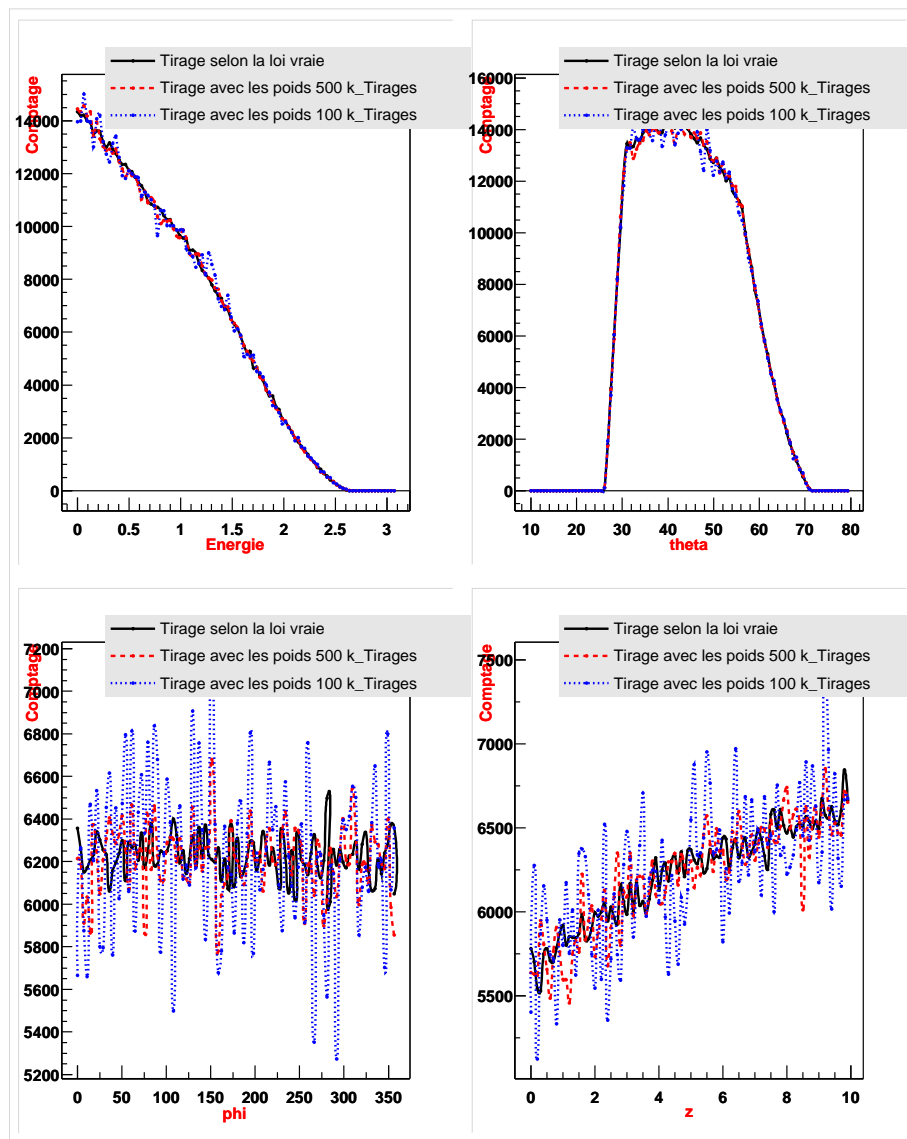 Tirage selon la loi vraie
Tirage avec les poids 500 k_Tirages
Tirage avec les poids 100 k_Tirages
Comptage
14000
12000
10000
8000
6000
4000
2000
0
0 0.5 1 1.5 2 2.5 3
Energie
Tirage selon la loi vraie
Tirage avec les poids 500 k_Tirages
Tirage avec les poids 100 k_Tirages
Comptage
16000
14000
12000
10000
8000
6000
4000
2000
0
10 20 30 40 50 60 70 80
theta
Tirage selon la loi vraie
Tirage avec les poids 500 k_Tirages
Tirage avec les poids 100 k_Tirages
Comptage
7200
7000
6800
6600
6400
6200
6000
5800
5600
5400
5200
0 50 100 150 200 250 300 350
phi
Tirage selon la loi vraie
Tirage avec les poids 500 k_Tirages
Tirage avec les poids 100 k_Tirages
Comptage
7500
7000
6500
6000
5500
0 2 4 6 8 10
z